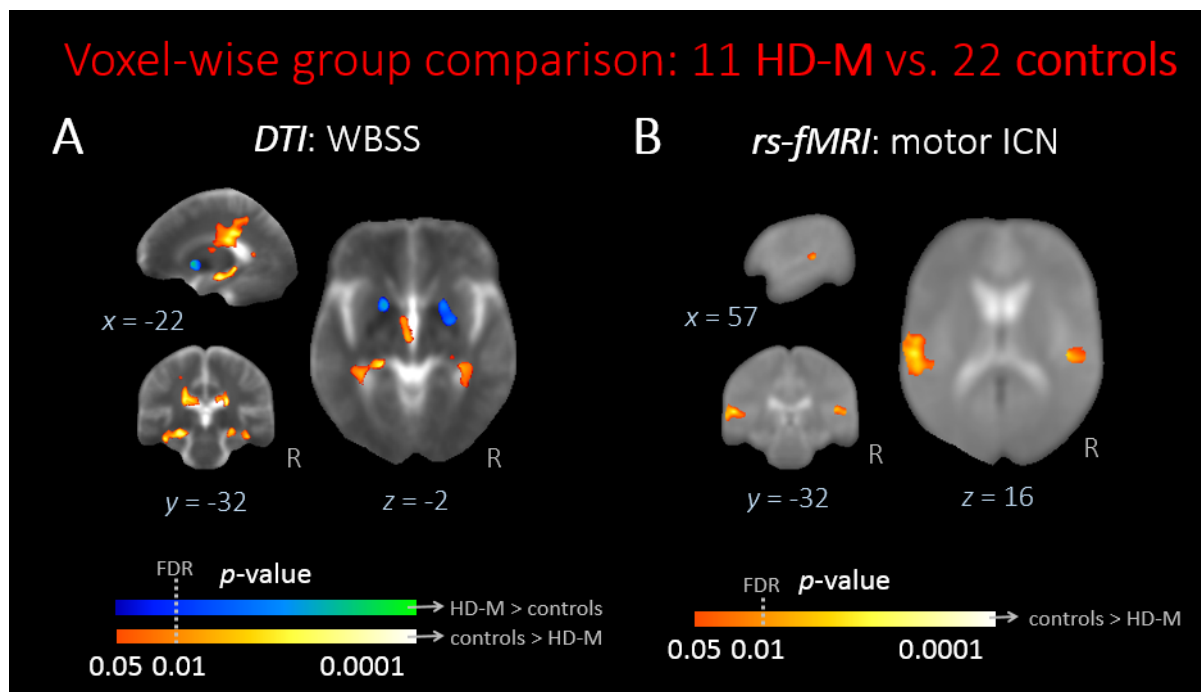 Voxel-wise group comparison: 11 HD-M vs. 22 controls
A
DTI: WBSS
x = -22
R
y = -32
R
z = -2
FDR
p-value
HD-M > controls
controls > HD-M
0.05 0.01 0.0001
B
rs-fMRI: motor ICN
x = 57
R
y = -32
R
z = 16
FDR
p-value
controls > HD-M
0.05 0.01 0.0001